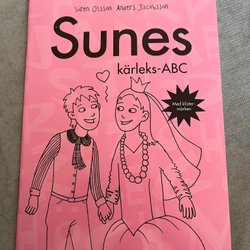 Sören Olsson Anders Jacobsson
Sunes
kärleks-ABC
Med klister-
märken